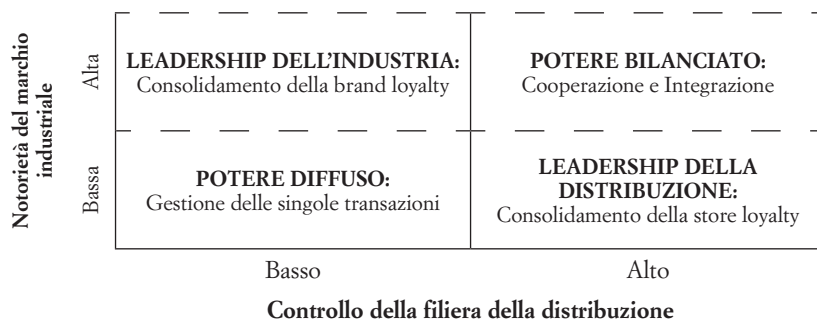 Notorietà del marchio
industriale
Alta
LEADERSHIP DELL'INDUSTRIA:
Consolidamento della brand loyalty
POTERE BILANCIATO:
Cooperazione e Integrazione
Bassa
POTERE DIFFUSO:
Gestione delle singole transazioni
LEADERSHIP DELLA
DISTRIBUZIONE:
Consolidamento della store loyalty
Basso
Alto
Controllo della filiera della distribuzione